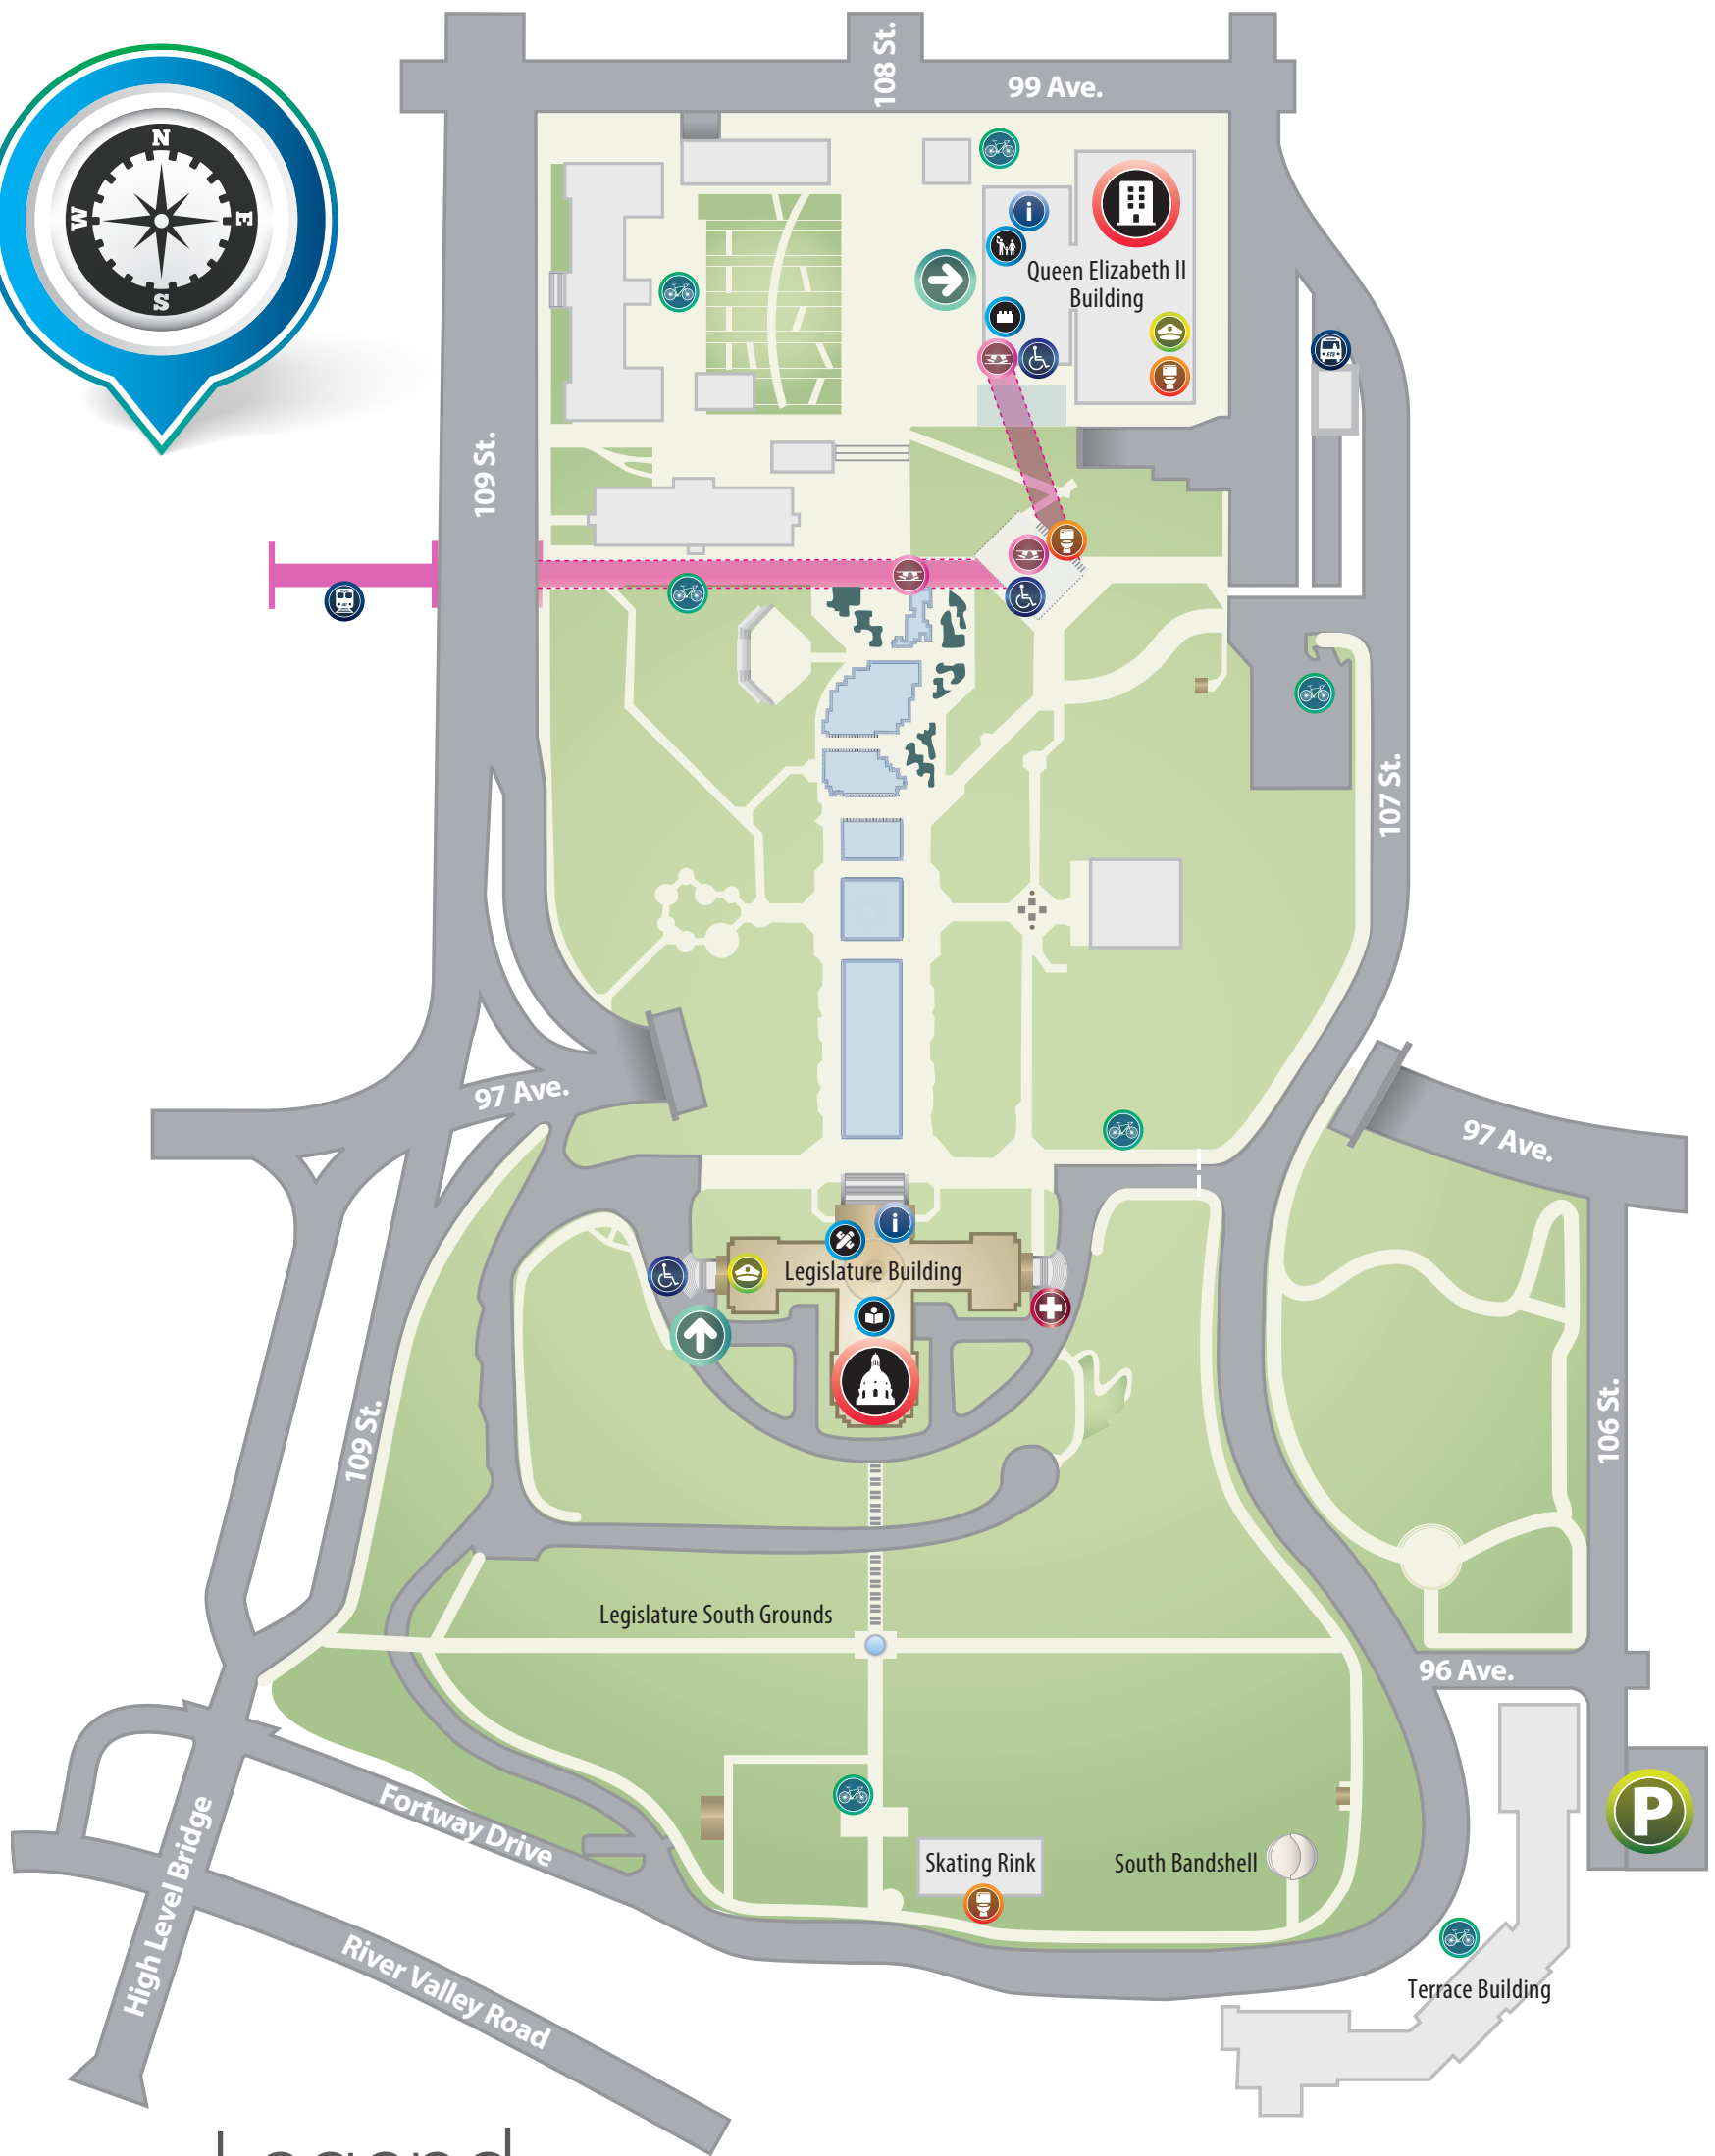 108 St.
99 Ave.
N
W
E
S
i
Queen Elizabeth II
Building
109 St.
107 St.
97 Ave.
97 Ave.
i
Legislature Building
109 St.
106 St.
Legislature South Grounds
96 Ave.
Fortway Drive
P
High Level Bridge
Skating Rink
South Bandshell
River Valley Road
Terrace Building
Legend